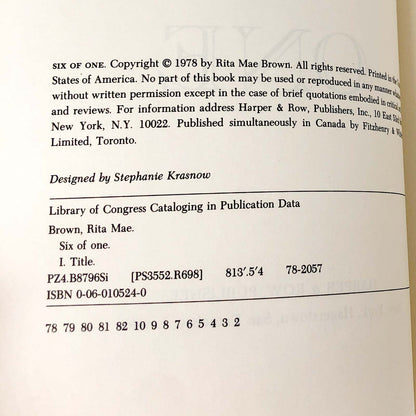 SIX OF ONE. Copyright © 1978 by Rita Mae Brown. All rights reserved. Printed in the
States of America. No part of this book may be used or reproduced in any manner
without written permission except in the case of brief quotations embodied in critical
and reviews. For information address Harper & Row, Publishers, Inc., 10 East
New York, N.Y. 10022. Published simultaneously in Canada by Fitzhenry &
Limited, Toronto.
Designed by Stephanie Krasnow
Library of Congress Cataloging in Publication Data
Brown, Rita Mae.
Six of one.
I. Title.
PZ4.B8796Si [PS3552.R698] 813'.5'4 78-2057
ISBN 0-06-010524-0
78 79 80 81 82 10 9 8 7 6 5 4 3 2